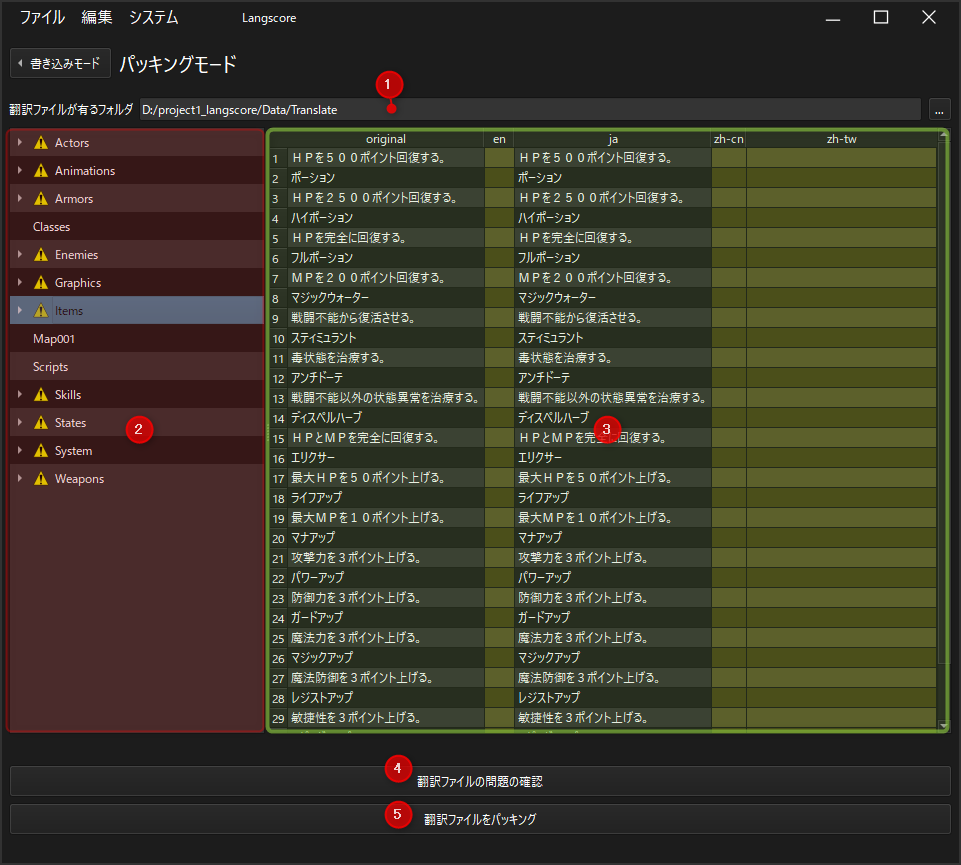 ファイル 編集 システム Langscore
書き込みモード パッキングモード
1
翻訳ファイルが有るフォルダ D:/project1_langscore/Data/Translate ...
Actors
Animations
Armors
Classes
Enemies
Graphics
Items
Map001
Scripts
Skills
States
2
System
Weapons
original en ja zh-cn zh-tw
1 ＨＰを５００ポイント回復する。 ＨＰを５００ポイント回復する。
2 ポーション ポーション
3 ＨＰを２５００ポイント回復する。 ＨＰを２５００ポイント回復する。
4 ハイポーション ハイポーション
5 ＨＰを完全に回復する。 ＨＰを完全に回復する。
6 フルポーション フルポーション
7 ＭＰを２００ポイント回復する。 ＭＰを２００ポイント回復する。
8 マジックウォーター マジックウォーター
9 戦闘不能から復活させる。 戦闘不能から復活させる。
10 スティミュラント スティミュラント
11 毒状態を治療する。 毒状態を治療する。
12 アンチドーテ アンチドーテ
13 戦闘不能以外の状態異常を治療する。 戦闘不能以外の状態異常を治療する。
14 ディスペルハーブ ディスペルハーブ
3
15 ＨＰとＭＰを完全に回復する。 ＨＰとＭＰを完全に回復する。
16 エリクサー エリクサー
17 最大ＨＰを５０ポイント上げる。 最大ＨＰを５０ポイント上げる。
18 ライフアップ ライフアップ
19 最大ＭＰを１０ポイント上げる。 最大ＭＰを１０ポイント上げる。
20 マナアップ マナアップ
21 攻撃力を３ポイント上げる。 攻撃力を３ポイント上げる。
22 パワーアップ パワーアップ
23 防御力を３ポイント上げる。 防御力を３ポイント上げる。
24 ガードアップ ガードアップ
25 魔法力を３ポイント上げる。 魔法力を３ポイント上げる。
26 マジックアップ マジックアップ
27 魔法防御を３ポイント上げる。 魔法防御を３ポイント上げる。
28 レジストアップ レジストアップ
29 敏捷性を３ポイント上げる。 敏捷性を３ポイント上げる。
4
翻訳ファイルの問題の確認
5
翻訳ファイルをパッキング